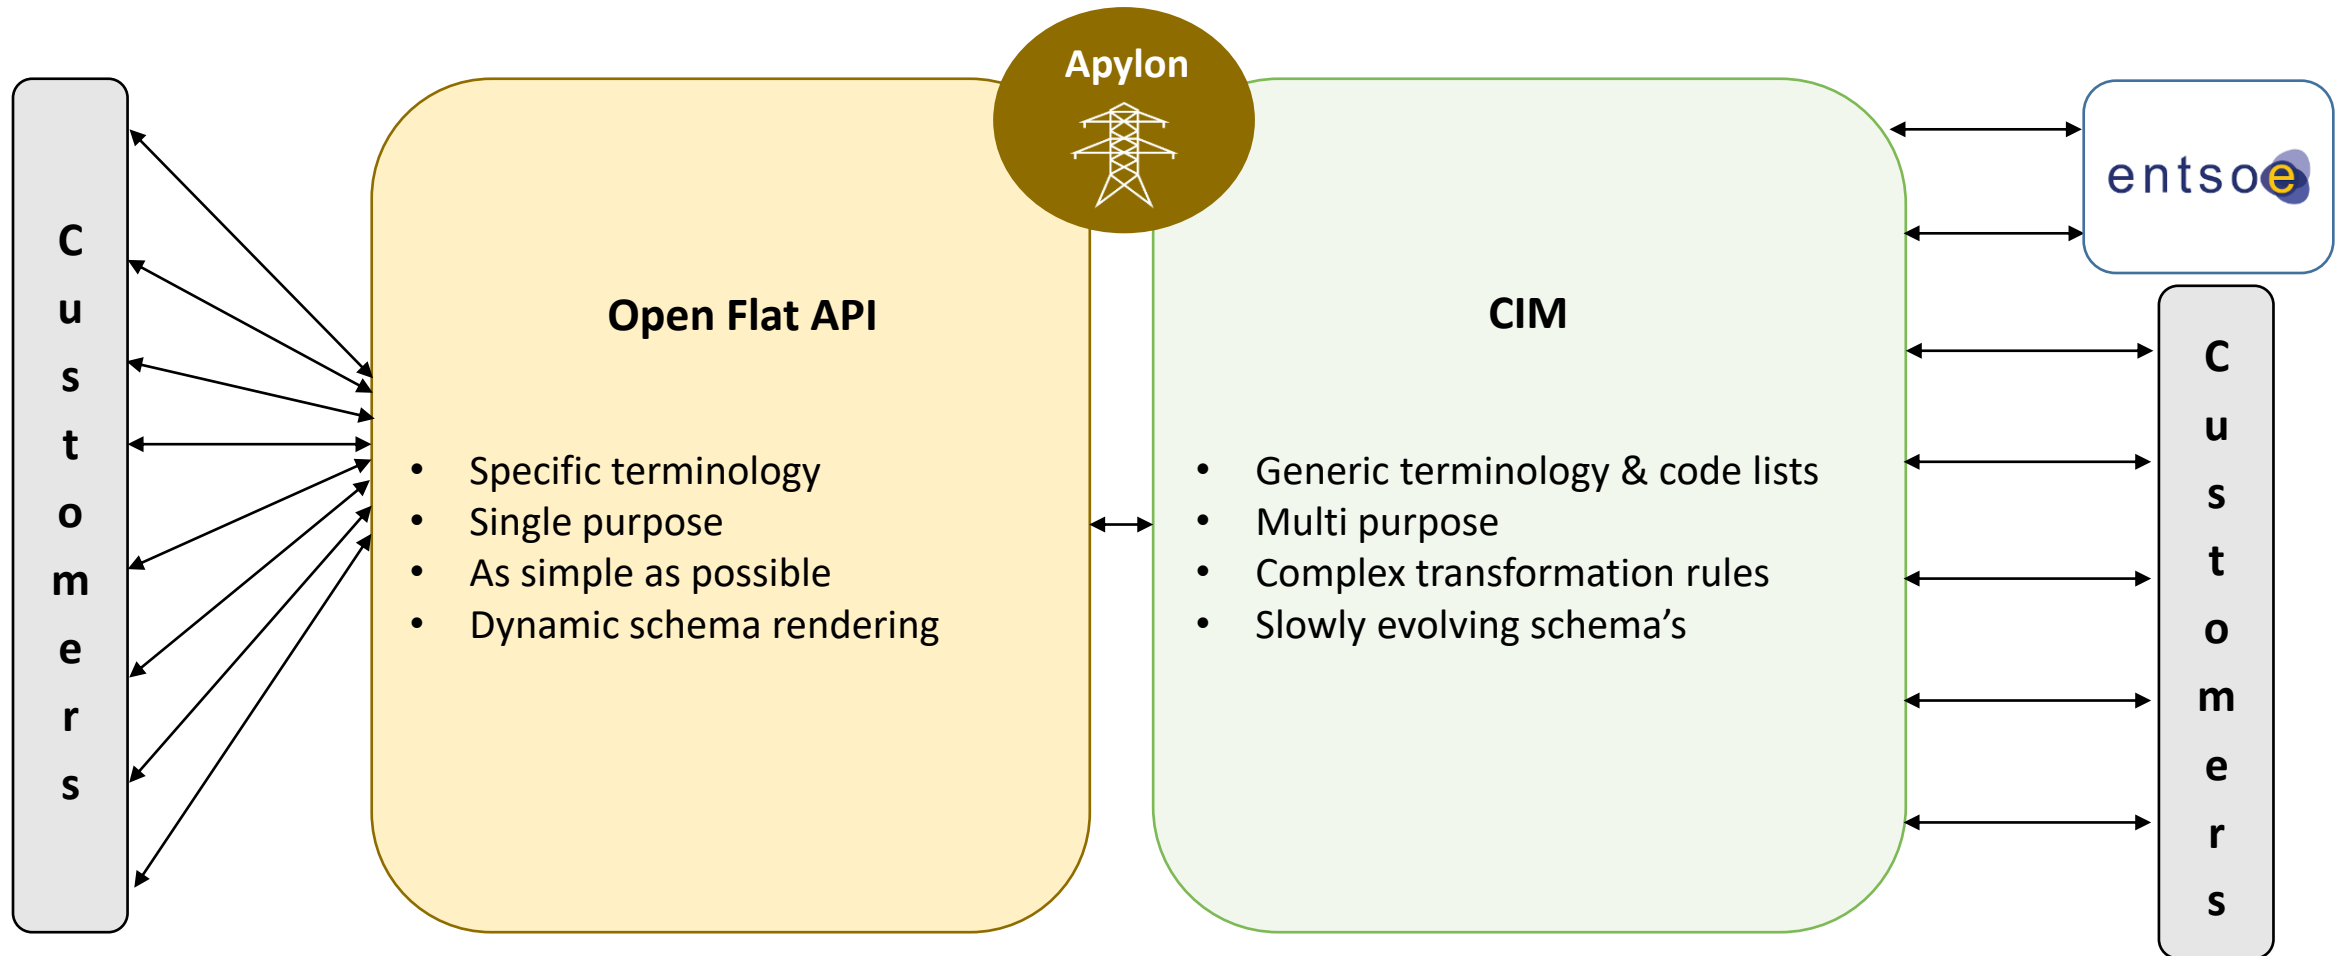 Apylon
Customers
Open Flat API
• Specific terminology
• Single purpose
• As simple as possible
• Dynamic schema rendering
CIM
• Generic terminology & code lists
• Multi purpose
• Complex transformation rules
• Slowly evolving schema’s
entsoe
Customers